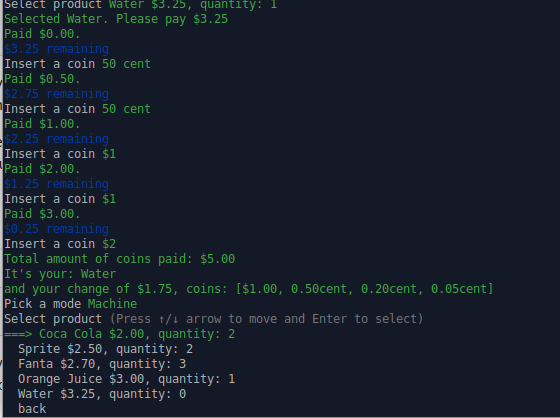 Select product Water $3.25, quantity: 1
Selected Water. Please pay $3.25
Paid $0.00.
$3.25 remaining
Insert a coin 50 cent
Paid $0.50.
$2.75 remaining
Insert a coin 50 cent
Paid $1.00.
$2.25 remaining
Insert a coin $1
Paid $2.00.
$1.25 remaining
Insert a coin $1
Paid $3.00.
$0.25 remaining
Insert a coin $2
Total amount of coins paid: $5.00
It's your: Water
and your change of $1.75, coins: [$1.00, 0.50cent, 0.20cent, 0.05cent]
Pick a mode Machine
Select product (Press ↑/↓ arrow to move and Enter to select)
===> Coca Cola $2.00, quantity: 2
Sprite $2.50, quantity: 2
Fanta $2.70, quantity: 3
Orange Juice $3.00, quantity: 1
Water $3.25, quantity: 0
back